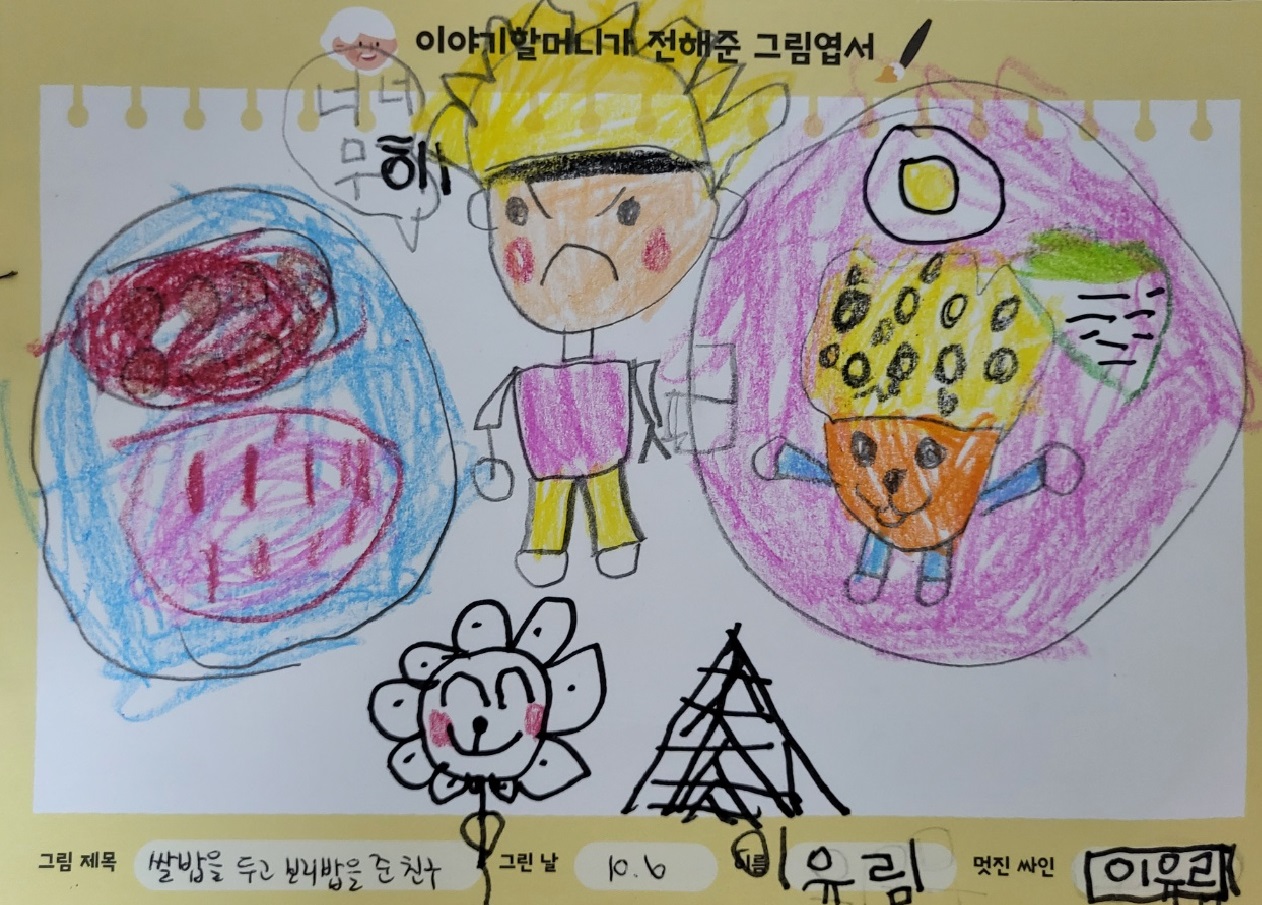 이야기할머니가 전해준 그림엽서
너 너
무해
그림 제목 쌀밥을 두고 보리밥을 준 친구 그린 날 10.9 이름 이유림 멋진 싸인 이유림